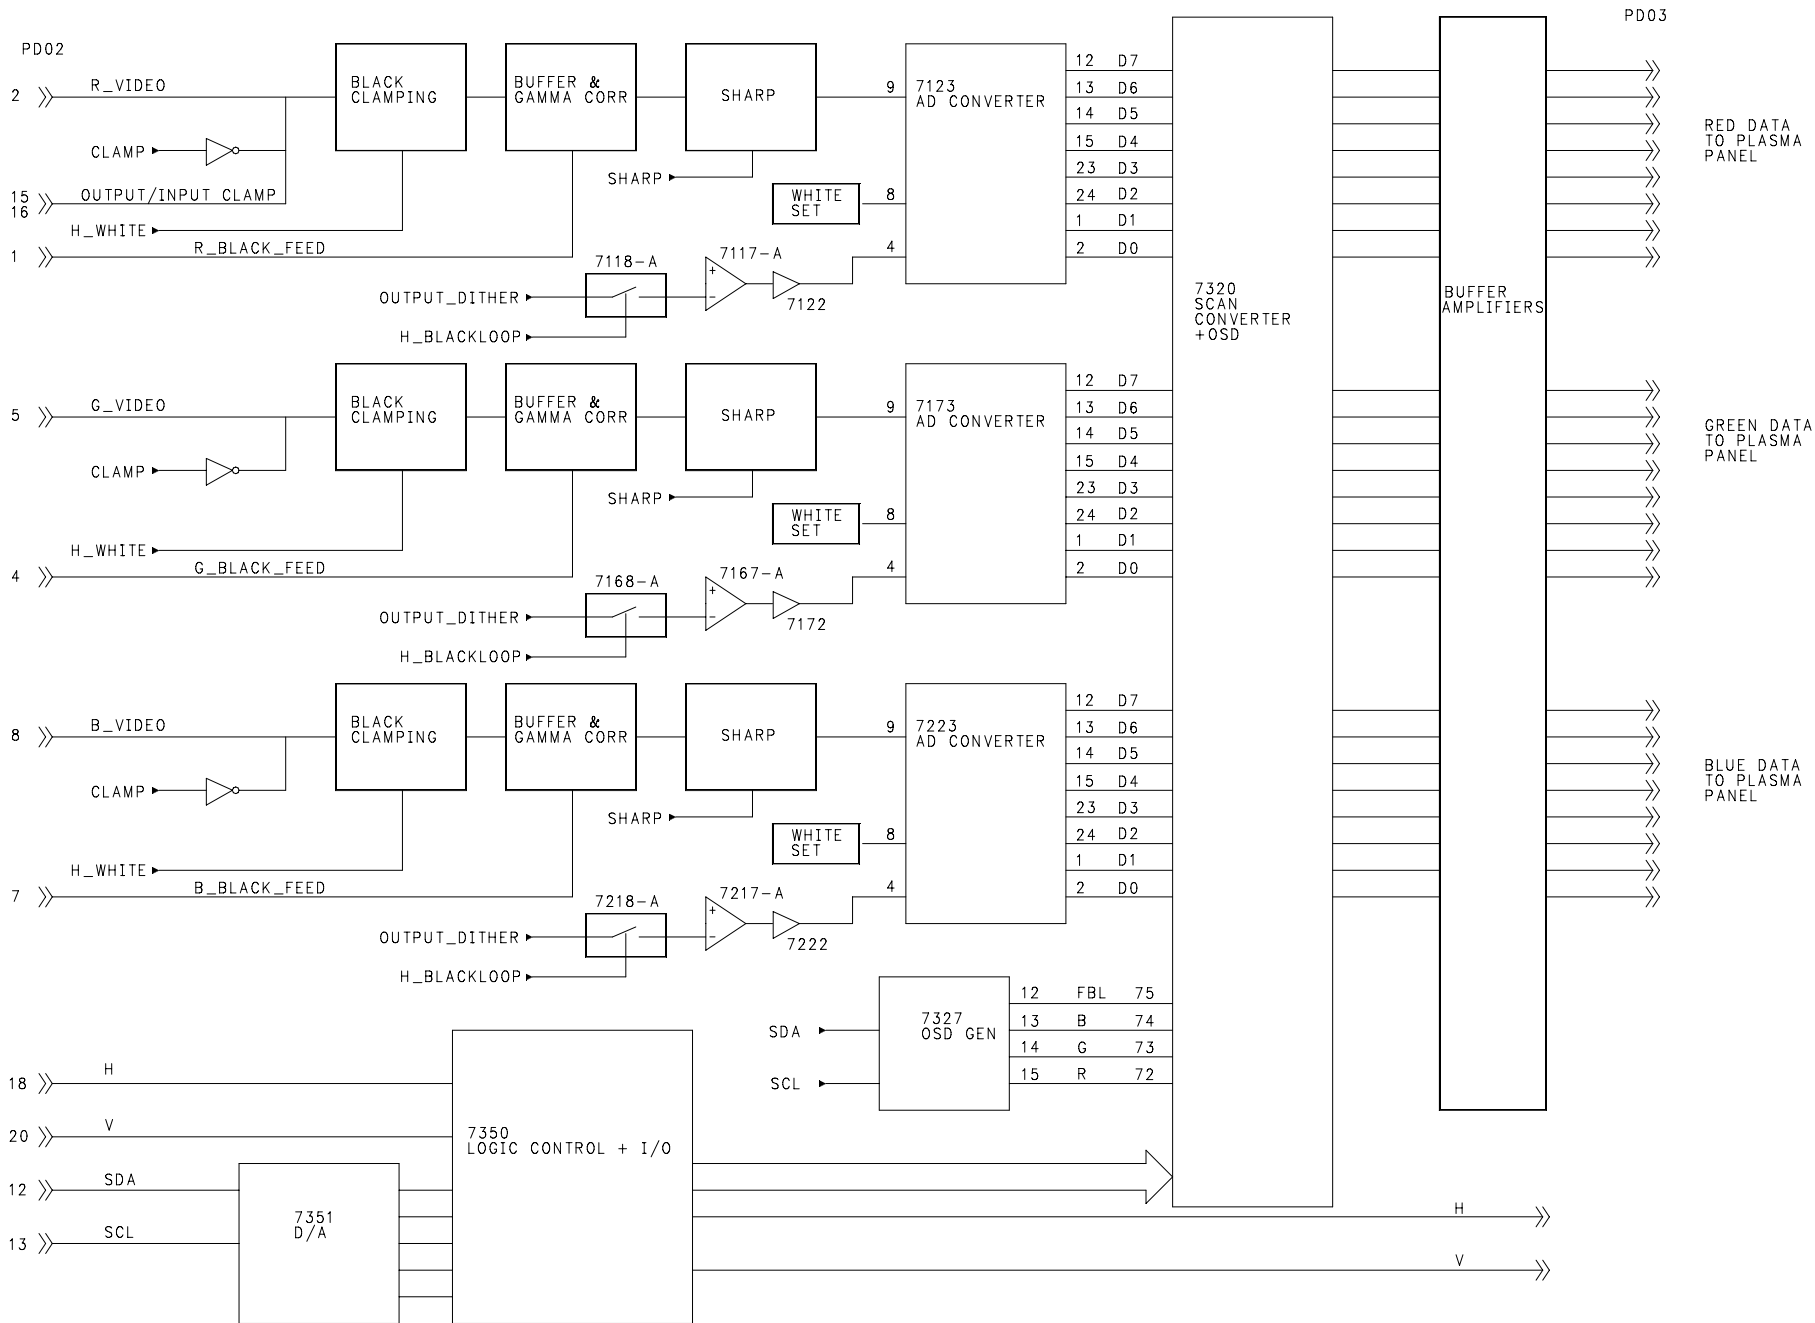 PD02
PD03
2
R_VIDEO
BLACK
CLAMPING
BUFFER &
GAMMA CORR
SHARP
9
7123
AD CONVERTER
12 D7
13 D6
14 D5
15 D4
23 D3
24 D2
1 D1
2 D0
CLAMP
15
16
OUTPUT/INPUT CLAMP
SHARP
WHITE
SET
8
H_WHITE
1
R_BLACK_FEED
4
7118-A
7117-A
OUTPUT_DITHER
7122
H_BLACKLOOP
RED DATA
TO PLASMA
PANEL
7320
SCAN
CONVERTER
+OSD
BUFFER
AMPLIFIERS
5
G_VIDEO
BLACK
CLAMPING
BUFFER &
GAMMA CORR
SHARP
9
7173
AD CONVERTER
12 D7
13 D6
14 D5
15 D4
23 D3
24 D2
1 D1
2 D0
CLAMP
SHARP
WHITE
SET
8
H_WHITE
4
G_BLACK_FEED
4
7168-A
7167-A
OUTPUT_DITHER
7172
H_BLACKLOOP
GREEN DATA
TO PLASMA
PANEL
8
B_VIDEO
BLACK
CLAMPING
BUFFER &
GAMMA CORR
SHARP
9
7223
AD CONVERTER
12 D7
13 D6
14 D5
15 D4
23 D3
24 D2
1 D1
2 D0
CLAMP
SHARP
WHITE
SET
8
H_WHITE
7
B_BLACK_FEED
4
7218-A
7217-A
OUTPUT_DITHER
7222
H_BLACKLOOP
BLUE DATA
TO PLASMA
PANEL
SDA
SCL
7327
OSD GEN
12 FBL 75
13 B 74
14 G 73
15 R 72
18
H
20
V
12
SDA
13
SCL
7351
D/A
7350
LOGIC CONTROL + I/O
H
V